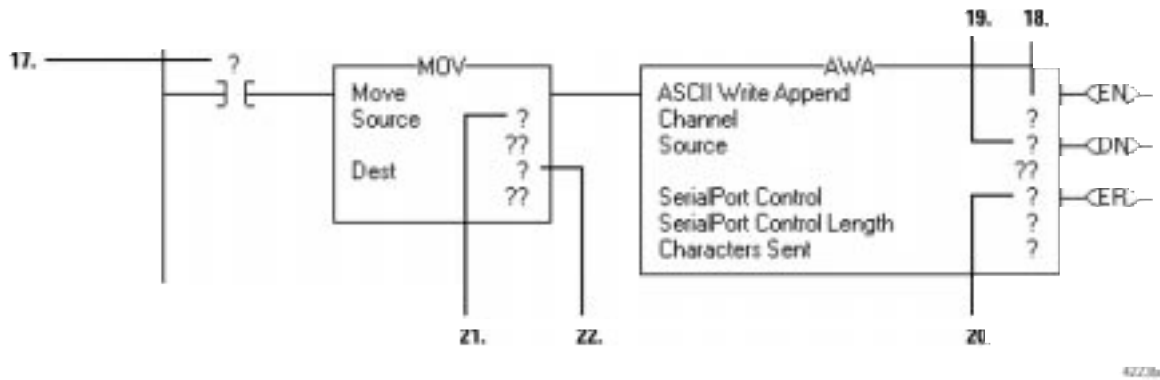 19. 18.
17. ?
MOV
AWA
Move
ASCII Write Append
EN
Source ?
Channel ?
??
Source ?
DN
Dest ?
??
??
SerialPort Control ?
ER
SerialPort Control Length ?
Characters Sent ?
21. 22. 20.